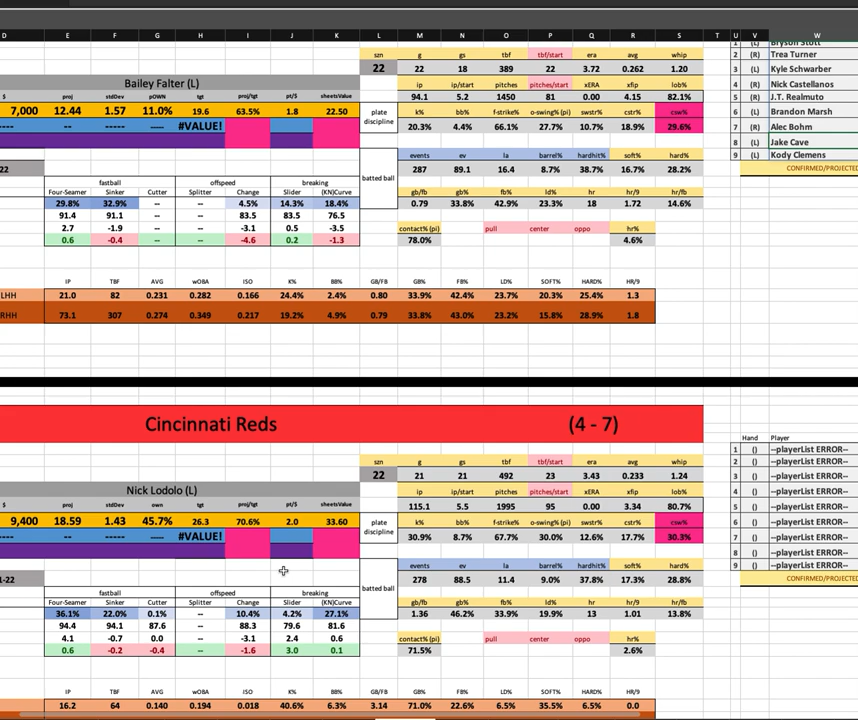 D E F G H I J K L M N O P Q R S T U V W
szn g gs tbf tbf/start era avg whip
22 22 18 389 22 3.72 0.262 1.20
Bailey Falter (L) ip ip/start pitches pitches/start xERA xfip lob%
94.1 5.2 1450 81 0.00 4.15 82.1%
$ proj stdDev pOWN tgt proj/tgt pt/$ sheetsValue
7,000 12.44 1.57 11.0% 19.6 63.5% 1.8 22.50
plate discipline k% bb% f-strike% o-swing% (pi) swstr% cstr% csw%
---- -- ---- ---- #VALUE! 20.3% 4.4% 66.1% 27.7% 10.7% 18.9% 29.6%
batted ball events ev la barrel% hardhit% soft% hard%
22 287 89.1 16.4 8.7% 38.7% 16.7% 28.2%
fastball offspeed breaking
Four-Seamer Sinker Cutter Splitter Change Slider (KN)Curve gb/fb gb% fb% ld% hr hr/9 hr/fb
29.8% 32.9% -- -- 4.5% 14.3% 18.4% 0.79 33.8% 42.9% 23.3% 18 1.72 14.6%
91.4 91.1 -- -- 83.5 83.5 76.5
2.7 -1.9 -- -- -3.1 0.5 -3.5 contact% (pi) pull center oppo hr%
0.6 -0.4 -- -- -4.6 0.2 -1.3 78.0% 4.6%
IP TBF AVG wOBA ISO K% BB% GB/FB GB% FB% LD% SOFT% HARD% HR/9
LHH 21.0 82 0.231 0.282 0.166 24.4% 2.4% 0.80 33.9% 42.4% 23.7% 20.3% 25.4% 1.3
RHH 73.1 307 0.274 0.349 0.217 19.2% 4.9% 0.79 33.8% 43.0% 23.2% 15.8% 28.9% 1.8
1 (L) Bryson Stott
2 (R) Trea Turner
3 (L) Kyle Schwarber
4 (R) Nick Castellanos
5 (R) J.T. Realmuto
6 (L) Brandon Marsh
7 (R) Alec Bohm
8 (L) Jake Cave
9 (L) Kody Clemens
CONFIRMED/PROJECTED
Cincinnati Reds (4 - 7)
szn g gs tbf tbf/start era avg whip
22 21 21 492 23 3.43 0.233 1.24
Nick Lodolo (L) ip ip/start pitches pitches/start xERA xfip lob%
115.1 5.5 1995 95 0.00 3.34 80.7%
$ proj stdDev own tgt proj/tgt pt/$ sheetsValue
9,400 18.59 1.43 45.7% 26.3 70.6% 2.0 33.60
plate discipline k% bb% f-strike% o-swing% (pi) swstr% cstr% csw%
---- -- ---- ---- #VALUE! 30.9% 8.7% 67.7% 30.0% 12.6% 17.7% 30.3%
batted ball events ev la barrel% hardhit% soft% hard%
1-22 278 88.5 11.4 9.0% 37.8% 17.3% 28.8%
fastball offspeed breaking
Four-Seamer Sinker Cutter Splitter Change Slider (KN)Curve gb/fb gb% fb% ld% hr hr/9 hr/fb
36.1% 22.0% 0.1% -- 10.4% 4.2% 27.1% 1.36 46.2% 33.9% 19.9% 13 1.01 13.8%
94.4 94.1 87.6 -- 88.3 79.6 81.6
4.1 -0.7 0.0 -- -3.1 2.4 0.6 contact% (pi) pull center oppo hr%
0.6 -0.2 -0.4 -- -1.6 3.0 0.1 71.5% 2.6%
IP TBF AVG wOBA ISO K% BB% GB/FB GB% FB% LD% SOFT% HARD% HR/9
16.2 64 0.140 0.194 0.018 40.6% 6.3% 3.14 71.0% 22.6% 6.5% 35.5% 6.5% 0.0
Hand Player
1 () --playerList ERROR--
2 () --playerList ERROR--
3 () --playerList ERROR--
4 () --playerList ERROR--
5 () --playerList ERROR--
6 () --playerList ERROR--
7 () --playerList ERROR--
8 () --playerList ERROR--
9 () --playerList ERROR--
CONFIRMED/PROJECTED